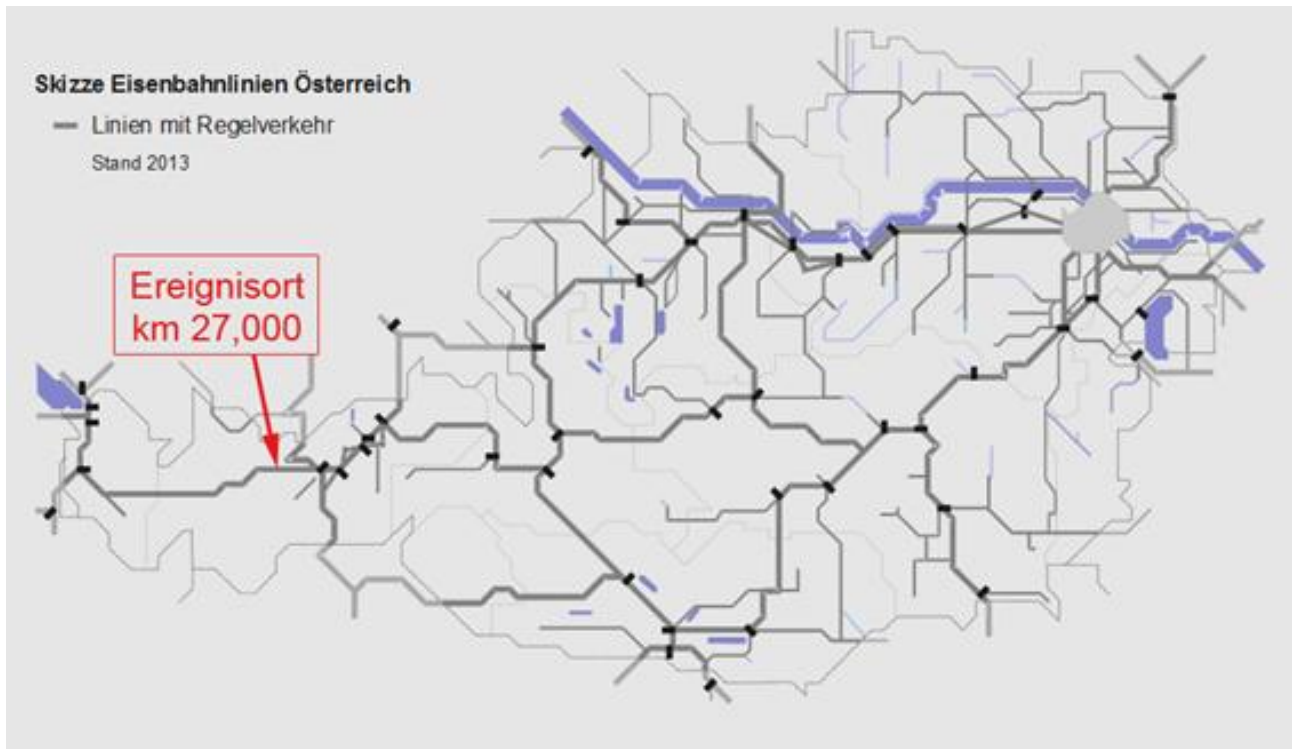 Skizze Eisenbahnlinien Österreich
Linien mit Regelverkehr
Stand 2013
Ereignisort
km 27,000